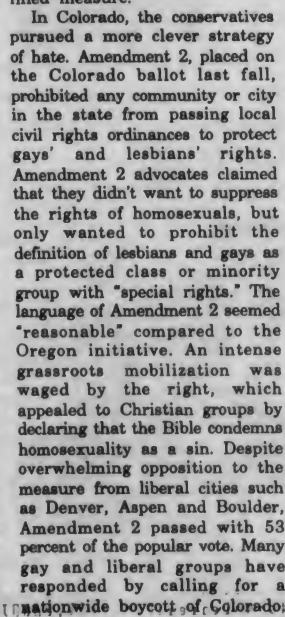 In Colorado, the conservatives
pursued a more clever strategy
of hate. Amendment 2, placed on
the Colorado ballot last fall,
prohibited any community or city
in the state from passing local
civil rights ordinances to protect
gays' and lesbians' rights.
Amendment 2 advocates claimed
that they didn't want to suppress
the rights of homosexuals, but
only wanted to prohibit the
definition of lesbians and gays as
a protected class or minority
group with "special rights." The
language of Amendment 2 seemed
"reasonable" compared to the
Oregon initiative. An intense
grassroots mobilization was
waged by the right, which
appealed to Christian groups by
declaring that the Bible condemns
homosexuality as a sin. Despite
overwhelming opposition to the
measure from liberal cities such
as Denver, Aspen and Boulder,
Amendment 2 passed with 53
percent of the popular vote. Many
gay and liberal groups have
responded by calling for a
nationwide boycott of Colorado;